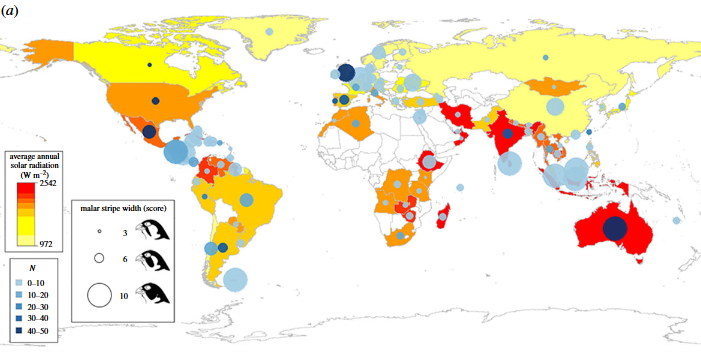 (a)
average annual
solar radiation
(W m−2)
2542
972
malar stripe width (score)
3
6
10
N
0–10
10–20
20–30
30–40
40–50